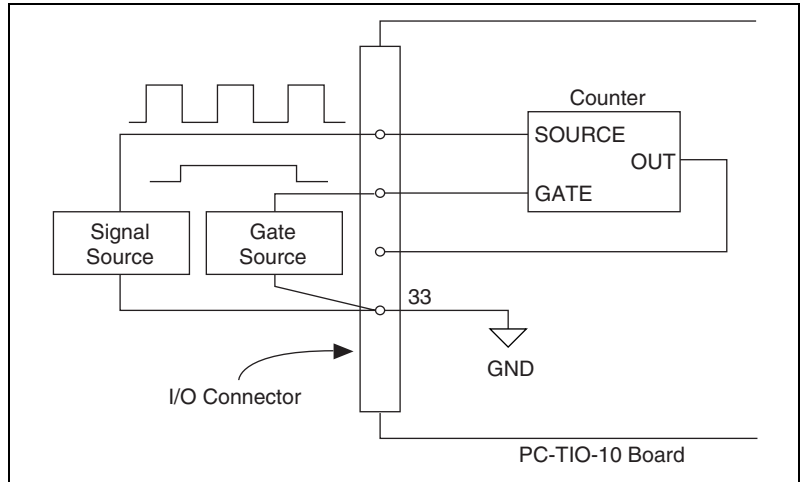 Counter
SOURCE
OUT
GATE
Signal
Source
Gate
Source
33
GND
I/O Connector
PC-TIO-10 Board